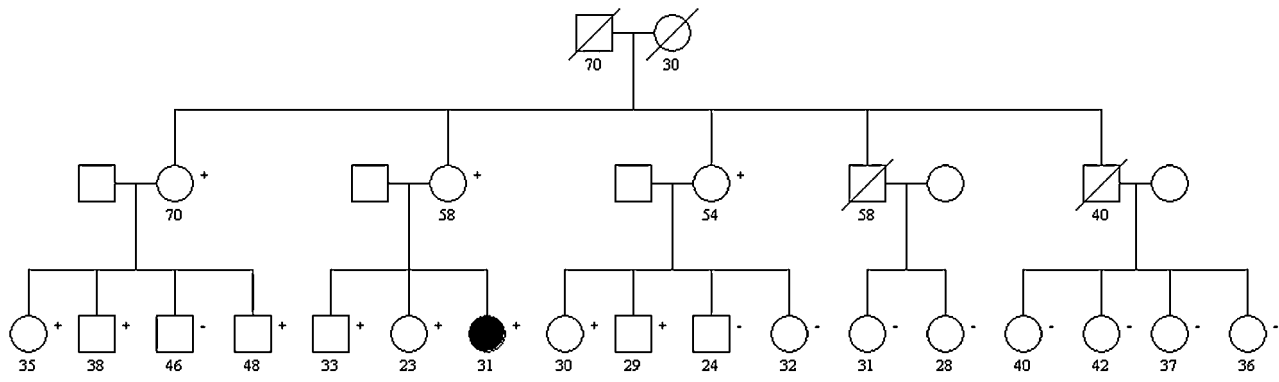 70 30
+ + +
70 58 54 58 40
+ + - + + + + + + - - - - - - - -
35 38 46 48 33 23 31 30 29 24 32 31 28 40 42 37 36